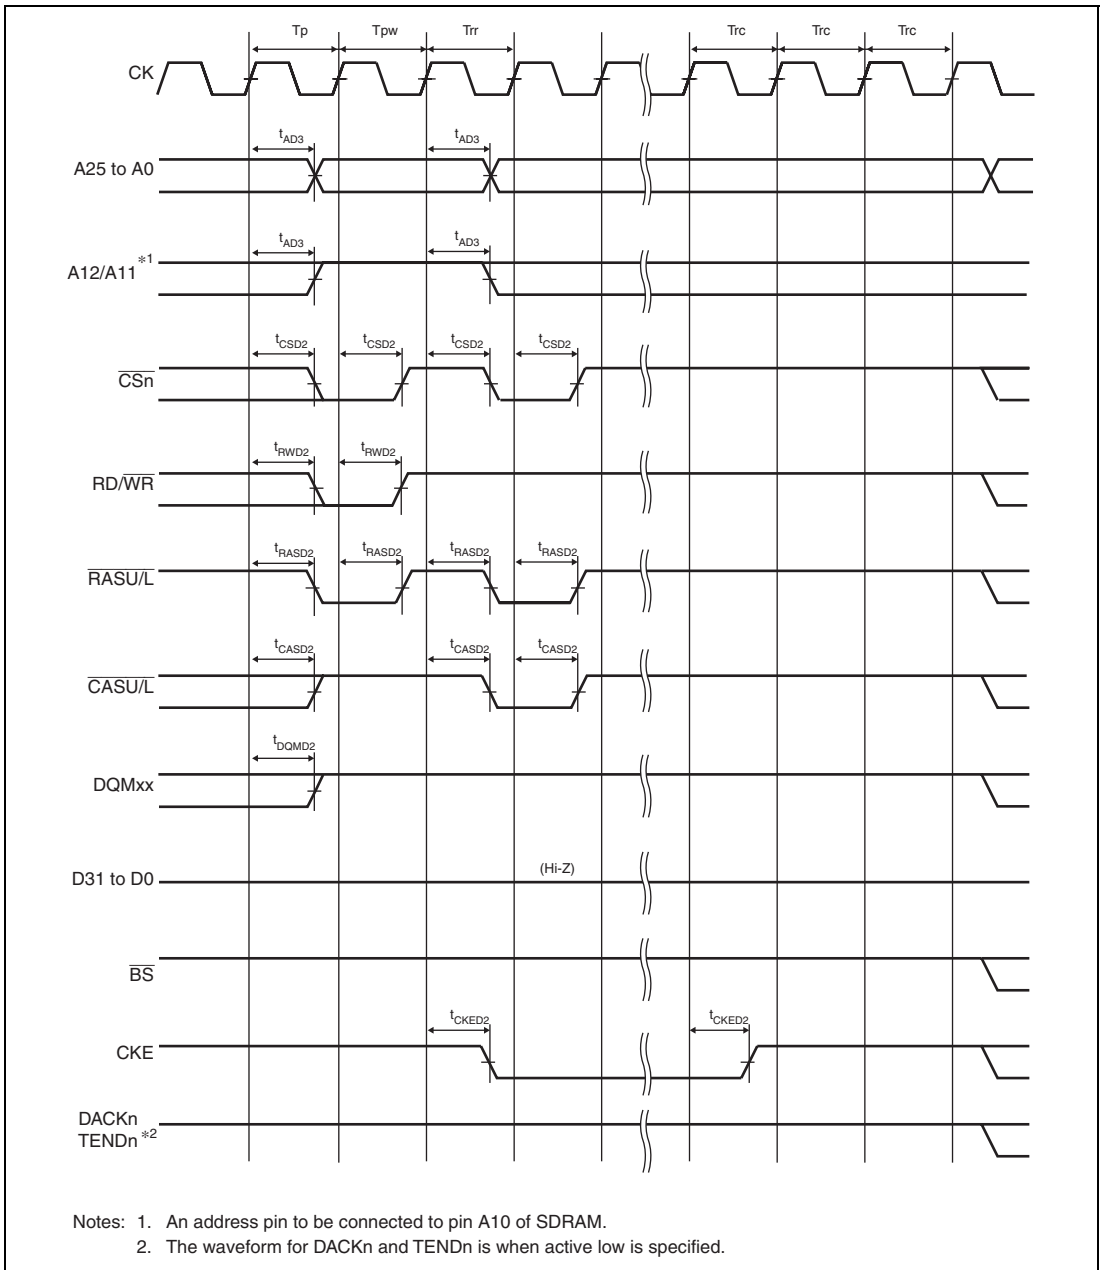 Tp Tpw Trr Trc Trc Trc
CK
tAD3 tAD3
A25 to A0
tAD3 tAD3
A12/A11 *1
tCSD2 tCSD2 tCSD2 tCSD2
CSn
tRWD2 tRWD2
RD/WR
tRASD2 tRASD2 tRASD2 tRASD2
RASU/L
tCASD2 tCASD2 tCASD2
CASU/L
tDQMD2
DQMxx
(Hi-Z)
D31 to D0
BS
tCKED2 tCKED2
CKE
DACKn
TENDn *2
Notes: 1. An address pin to be connected to pin A10 of SDRAM.
2. The waveform for DACKn and TENDn is when active low is specified.